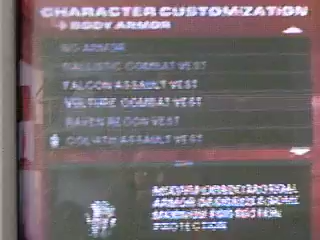 CHARACTER CUSTOMIZATION
BODY ARMOR
NO ARMOR
BALLISTIC COMBAT VEST
FALCON ASSAULT VEST
VULTURE COMBAT VEST
RAVEN RECON VEST
GOLIATH ASSAULT VEST
ARMOR
PROTECTION